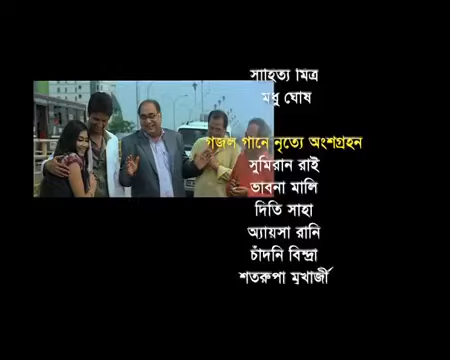 সাহিত্য মিত্র
মধু ঘোষ
গজল গানে নৃত্যে অংশগ্রহন
সুমিরান রাই
ভাবনা মালি
দিতি সাহা
অ্যায়সা রানি
চাঁদনি বিন্দ্রা
শতরুপা মুখার্জী